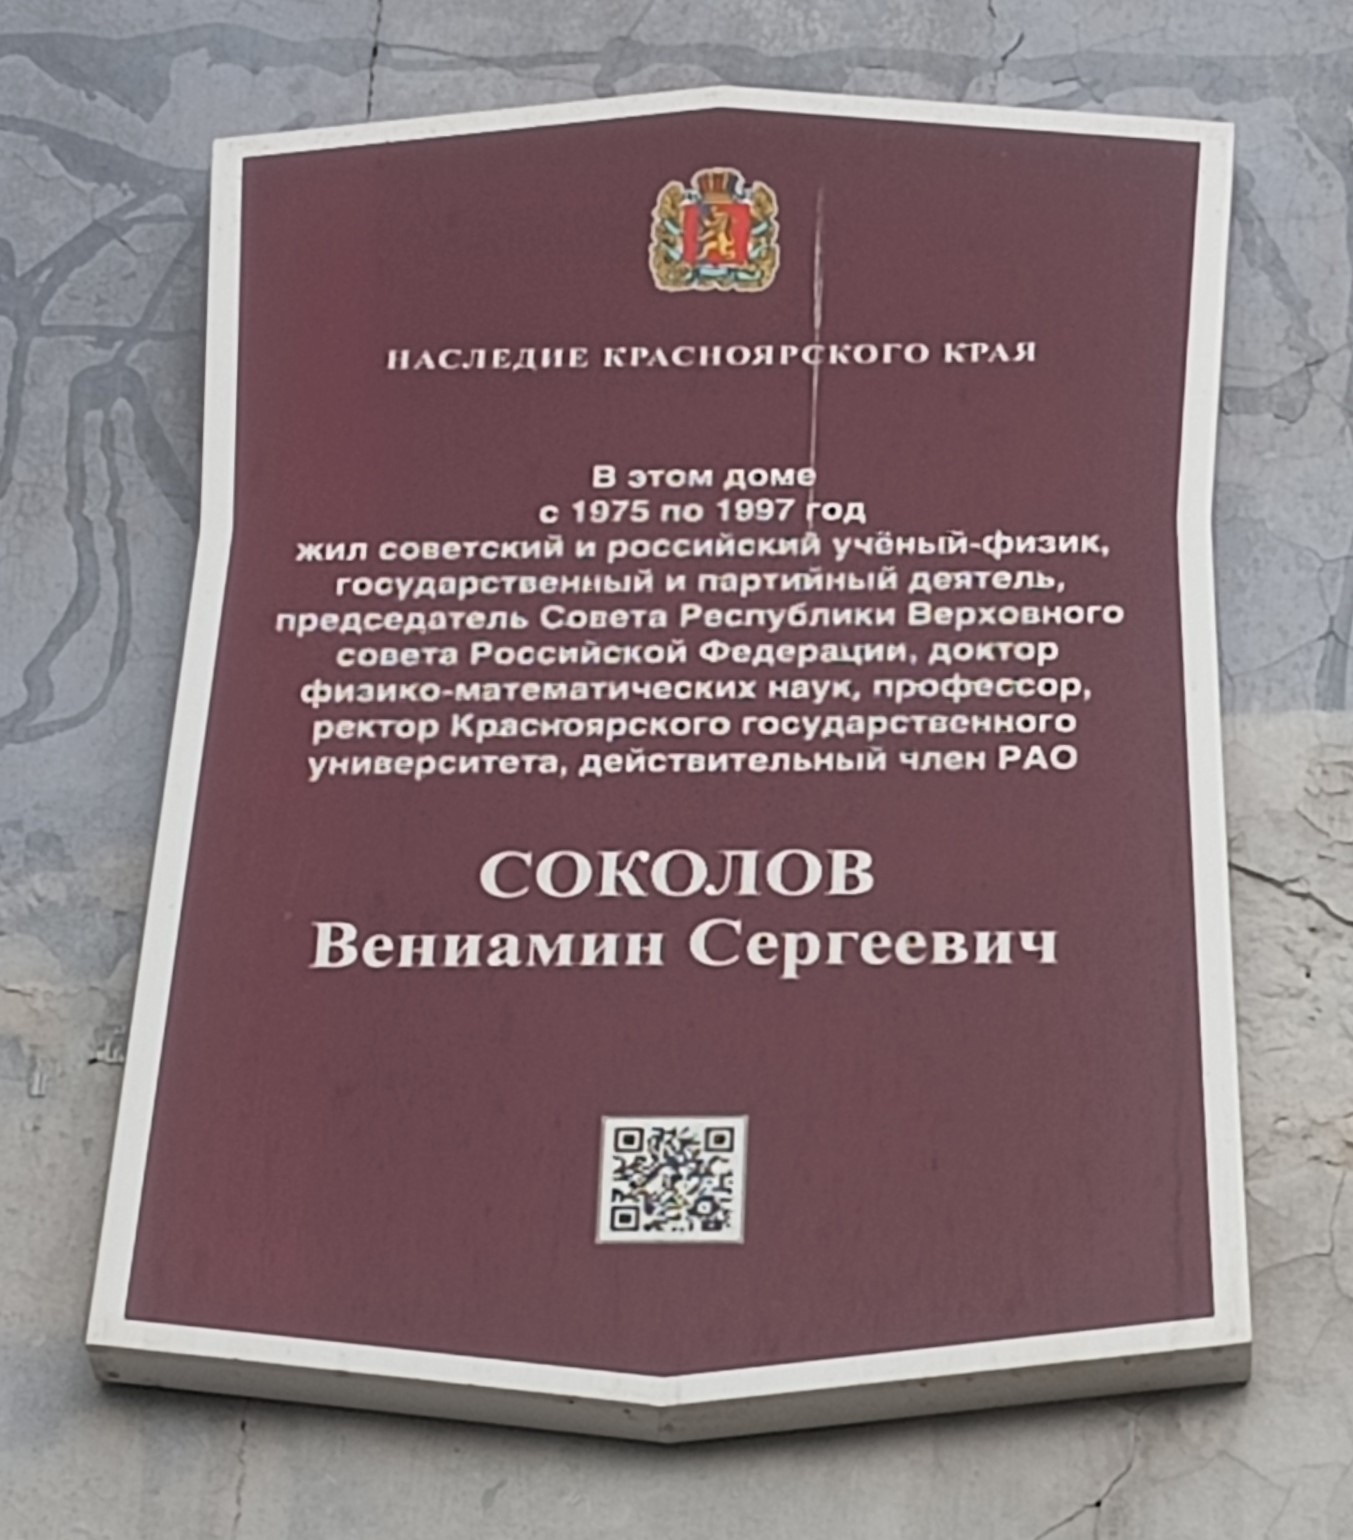 НАСЛЕДИЕ КРАСНОЯРСКОГО КРАЯ
В этом доме
с 1975 по 1997 год
жил советский и российский учёный-физик,
государственный и партийный деятель,
председатель Совета Республики Верховного
совета Российской Федерации, доктор
физико-математических наук, профессор,
ректор Красноярского государственного
университета, действительный член РАО
СОКОЛОВ
Вениамин Сергеевич